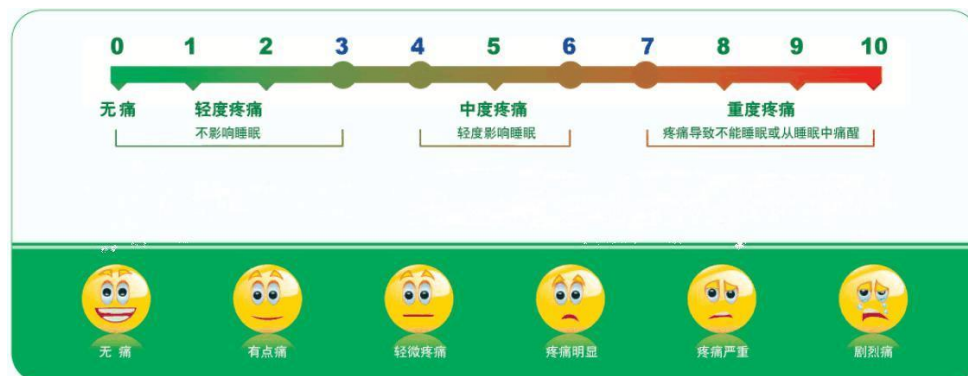 0 1 2 3 4 5 6 7 8 9 10
无痛 轻度疼痛 中度疼痛 重度疼痛
不影响睡眠 轻度影响睡眠 疼痛导致不能睡眠或从睡眠中痛醒
无痛 有点痛 轻微疼痛 疼痛明显 疼痛严重 剧烈痛